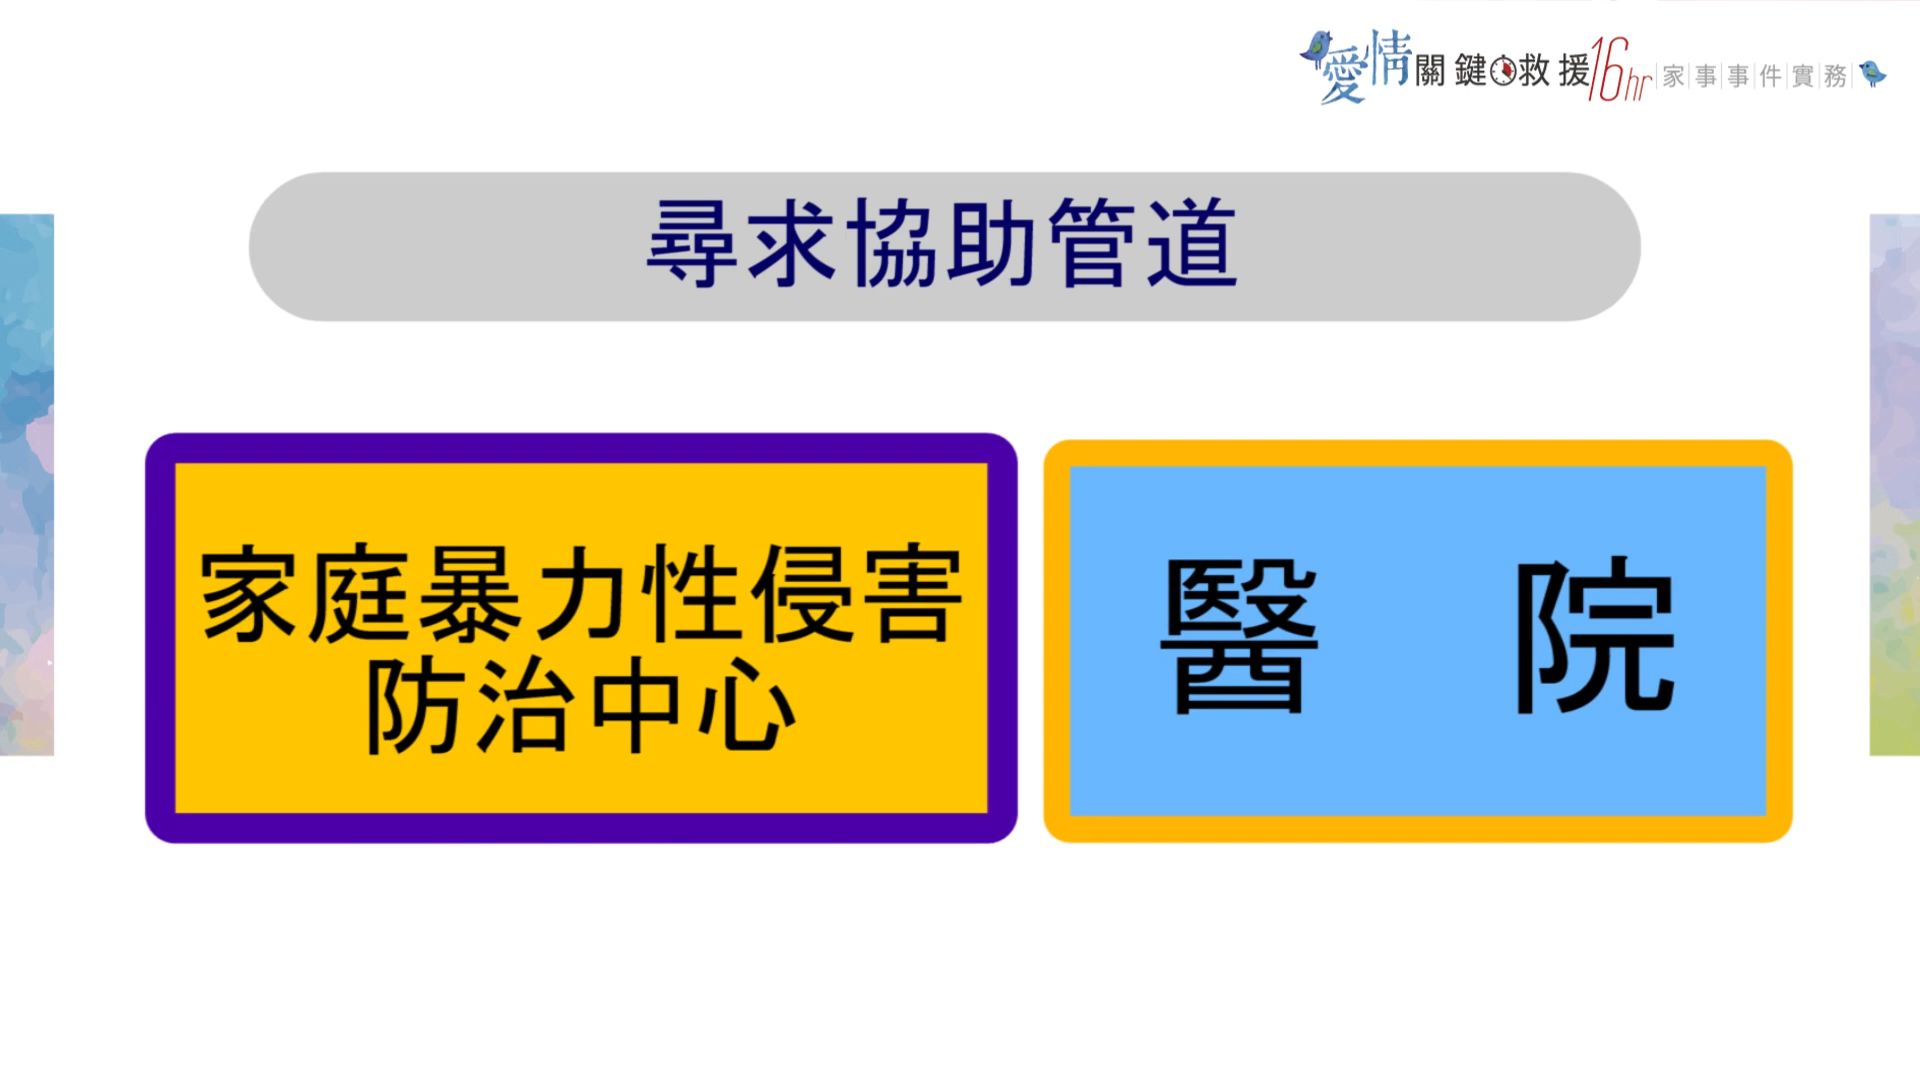 愛情關鍵救援16hr家事事件實務
尋求協助管道
家庭暴力性侵害
防治中心
醫 院